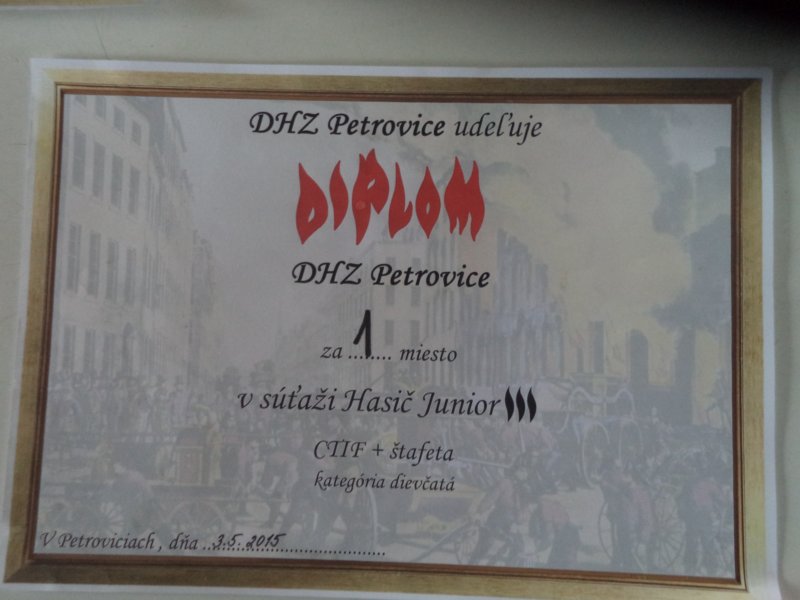 DHZ Petrovice udeľuje
DIPLOM
DHZ Petrovice
za ...1..... miesto
v súťaži Hasič Junior
CTIF + štafeta
kategória dievčatá
V Petroviciach , dňa ..3.5. 2015..................